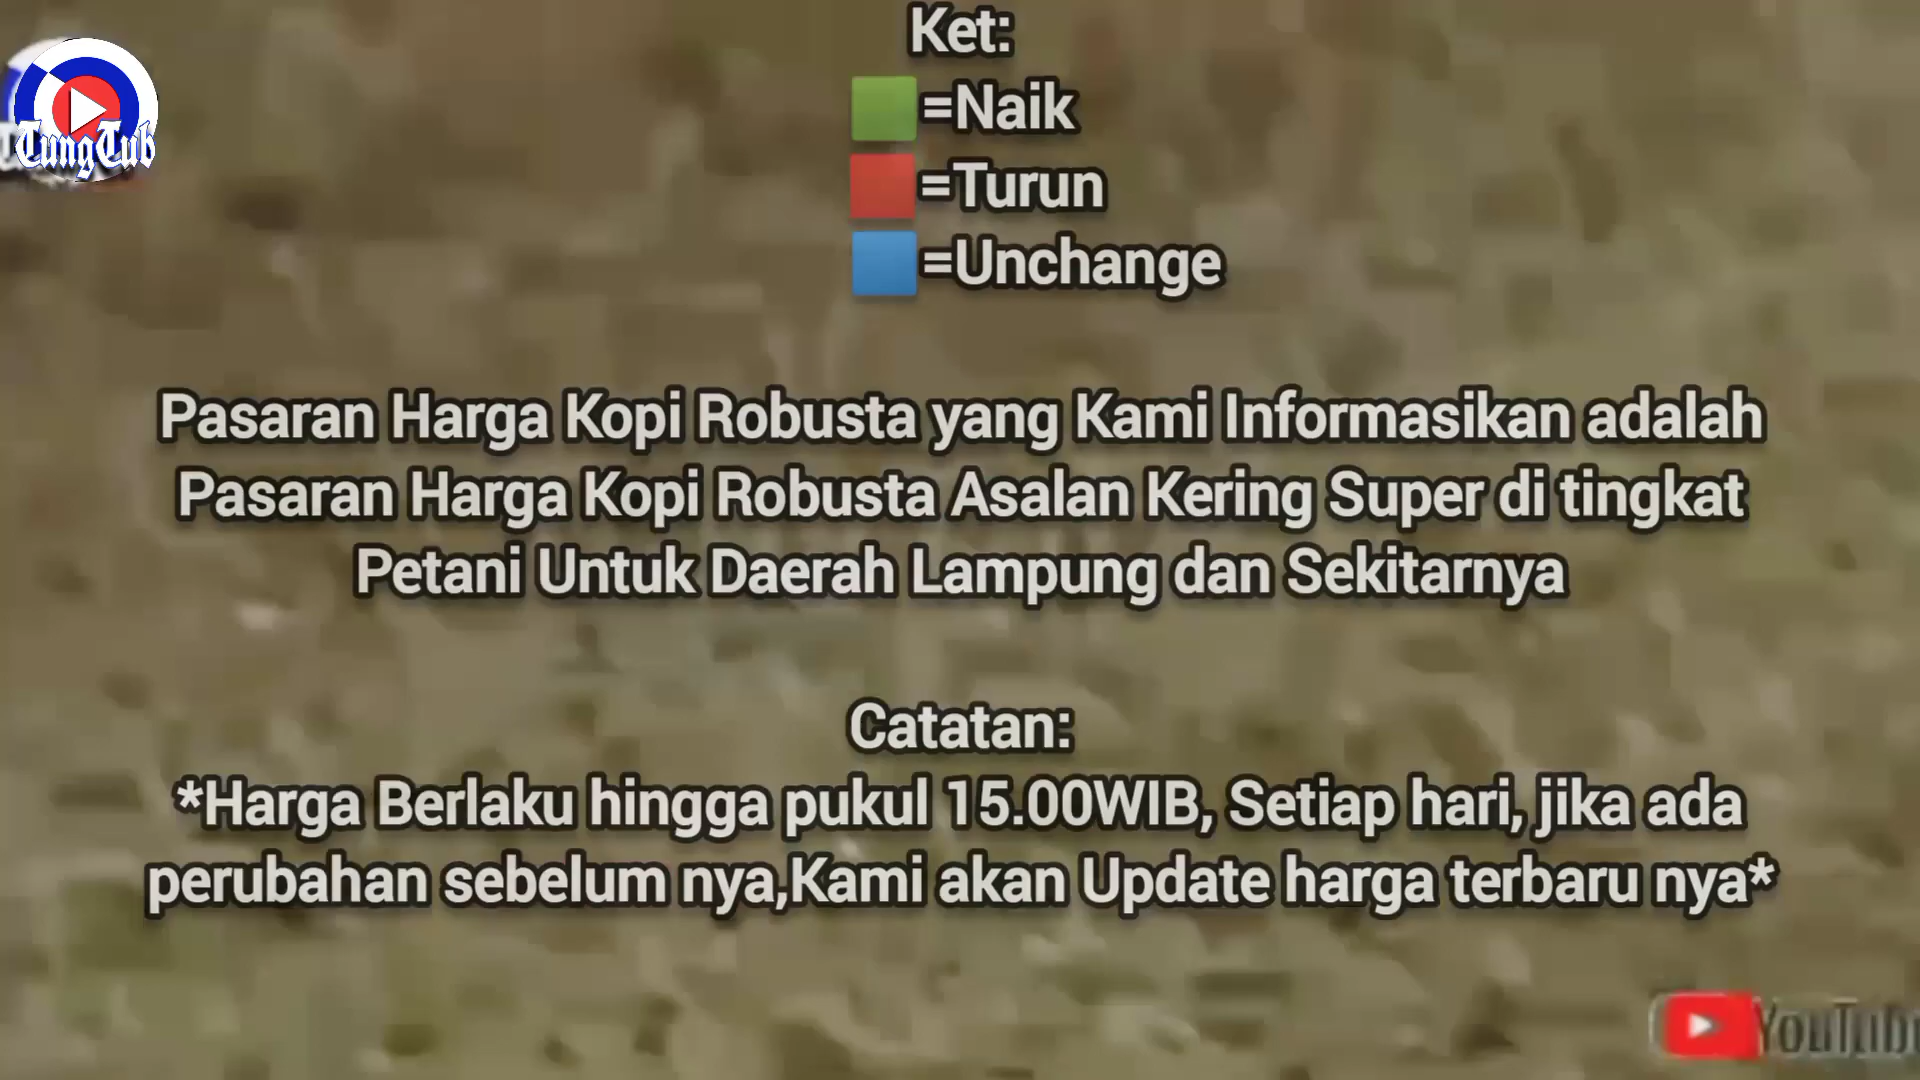 Ket:
🟩=Naik
🟥=Turun
🟦=Unchange
Pasaran Harga Kopi Robusta yang Kami Informasikan adalah
Pasaran Harga Kopi Robusta Asalan Kering Super di tingkat
Petani Untuk Daerah Lampung dan Sekitarnya
Catatan:
*Harga Berlaku hingga pukul 15.00WIB, Setiap hari, jika ada
perubahan sebelum nya,Kami akan Update harga terbaru nya*
TungTub
YouTube